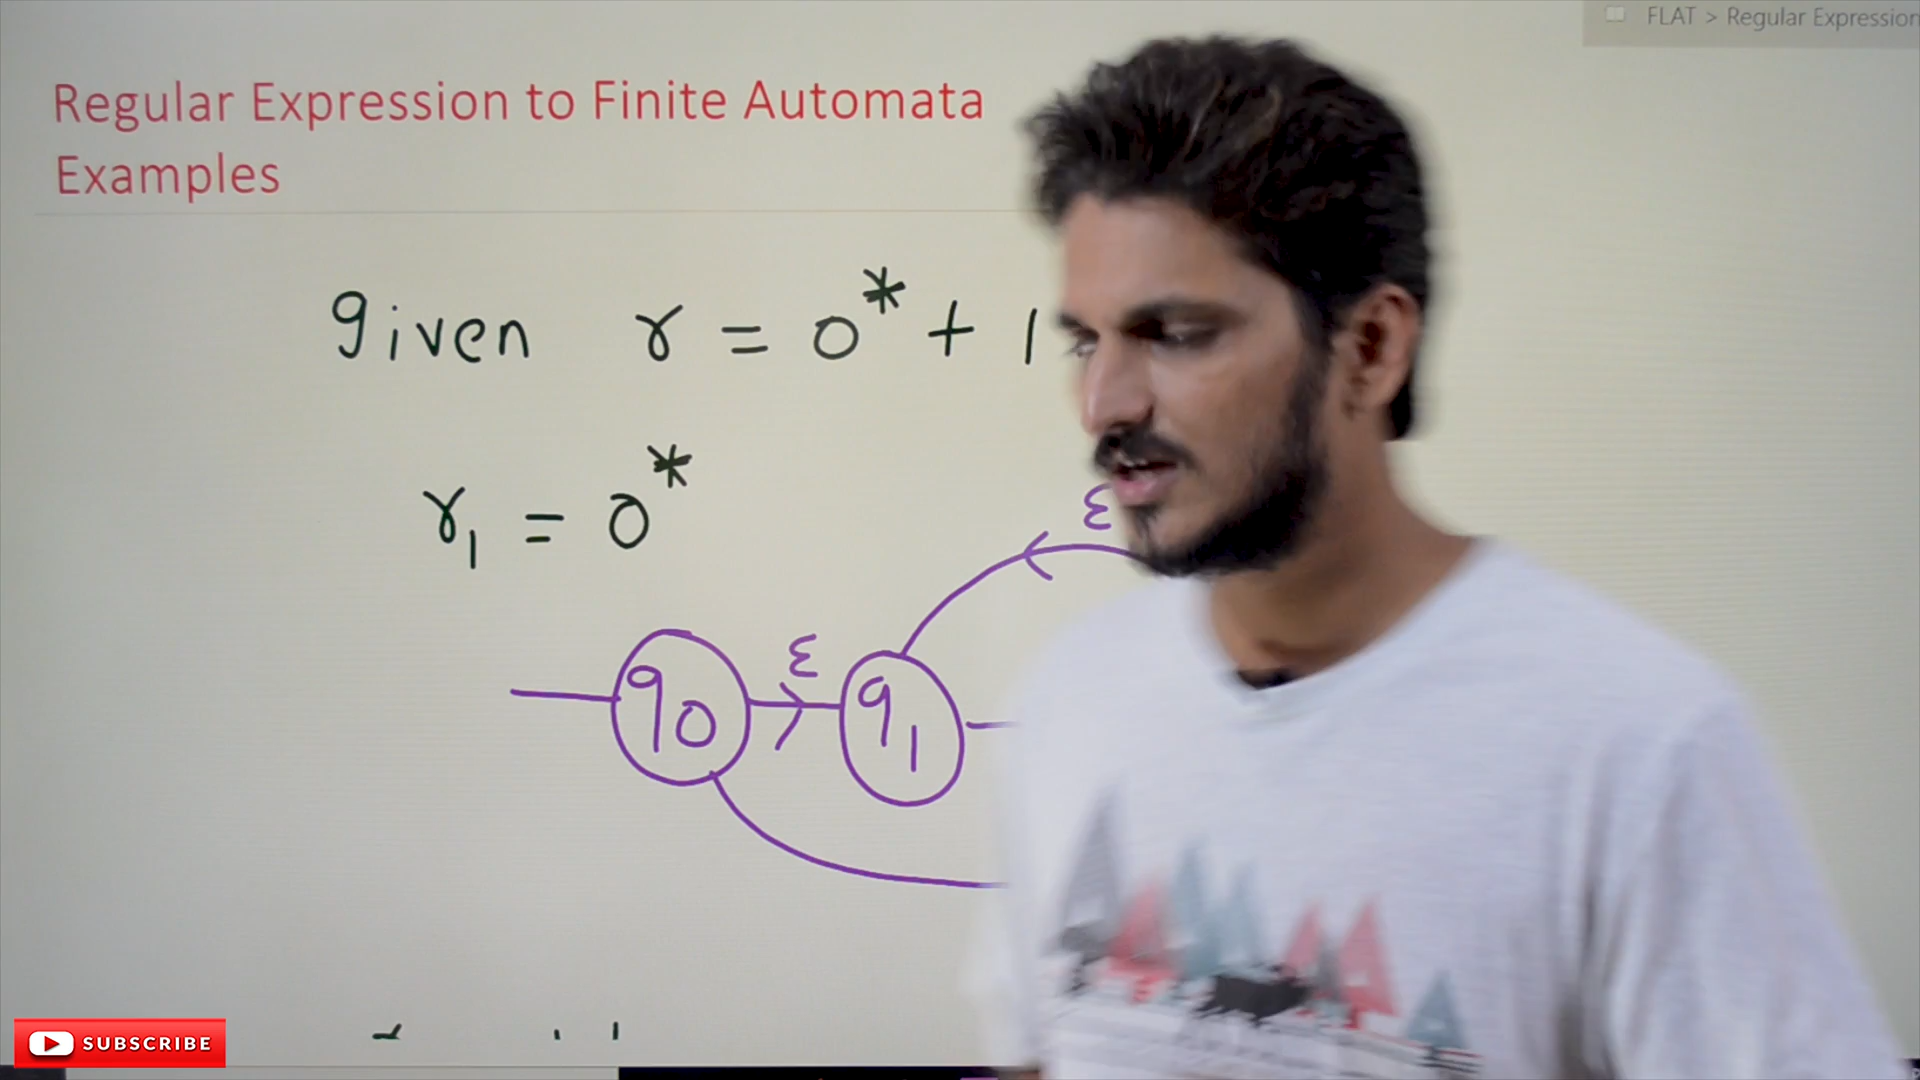 FLAT > Regular Expression
Regular Expression to Finite Automata
Examples
given r = 0* + 1
r₁ = 0*
ε
ε
q0
q1
SUBSCRIBE